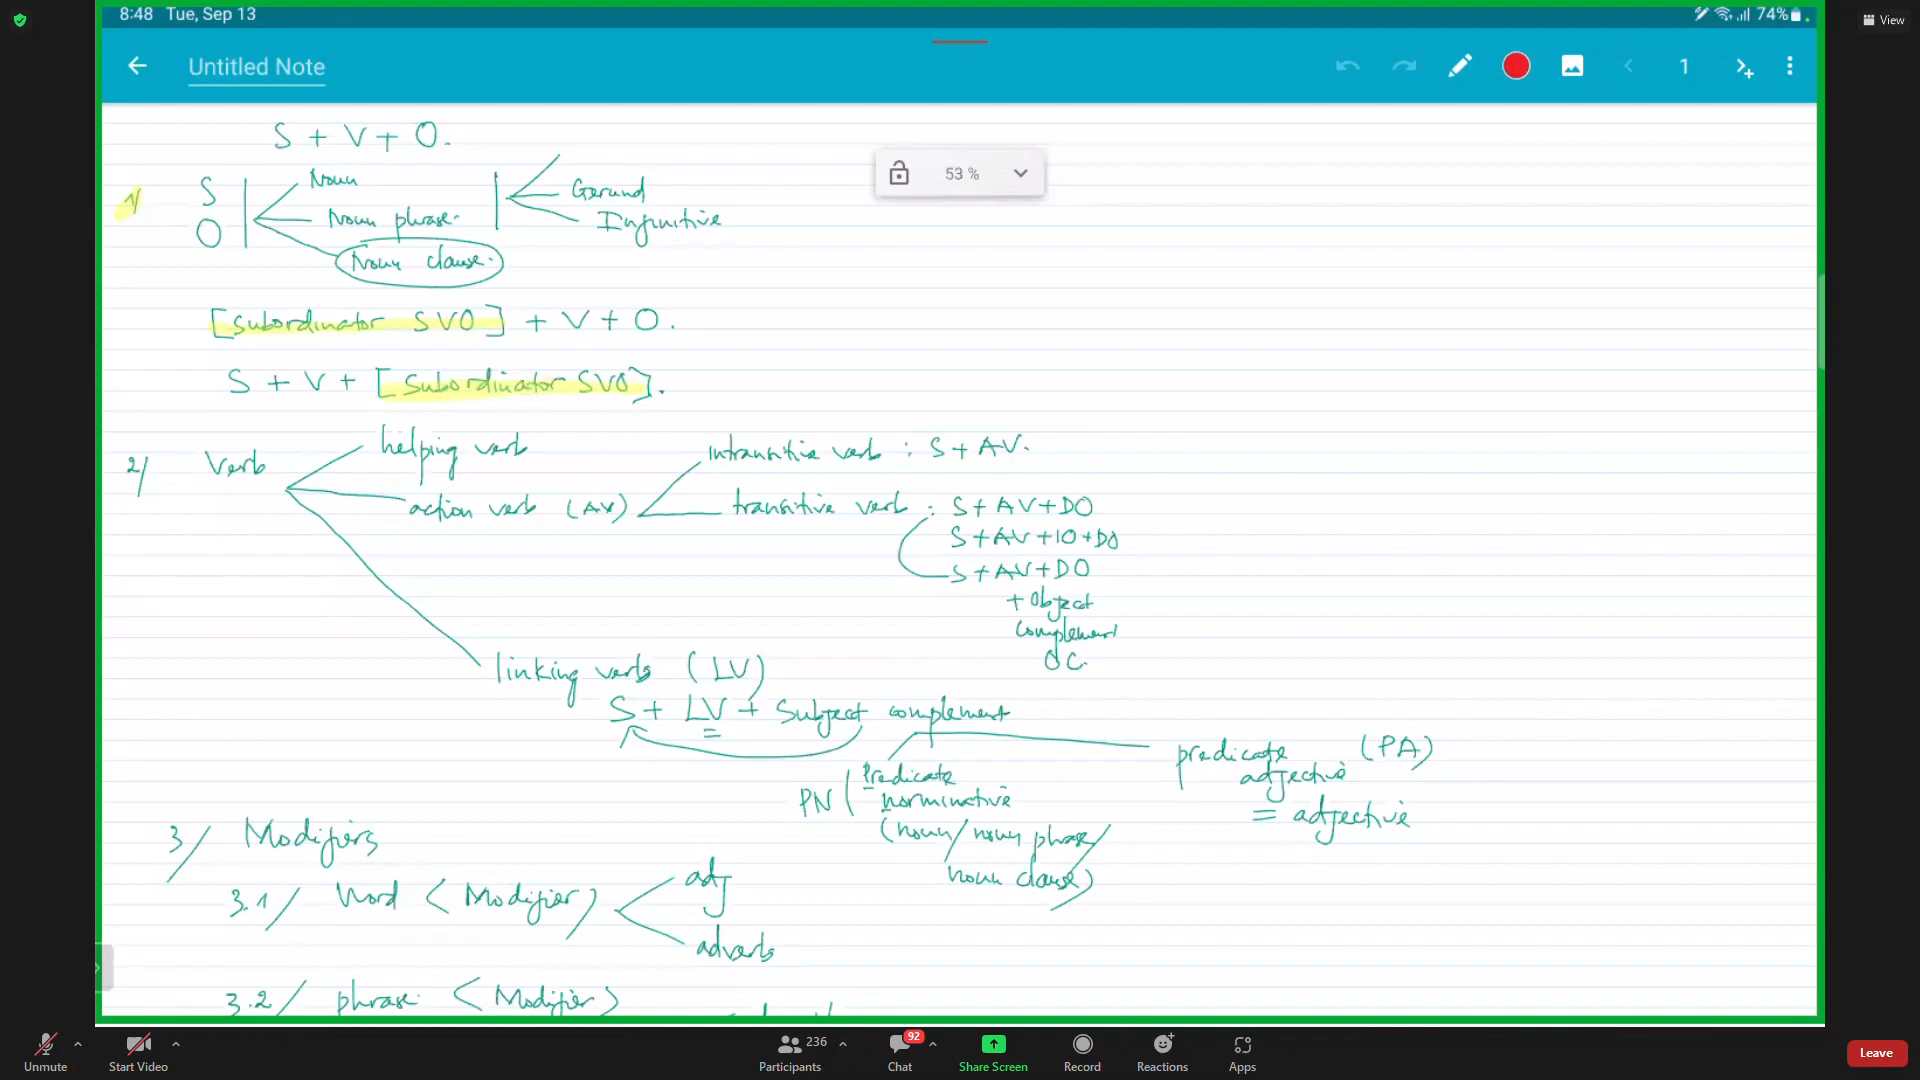 8:48 Tue, Sep 13
74%
View
Untitled Note
1
53 %
S + V + O.
1/
S
O
Noun
Noun phrase.
Noun clause.
Gerund
Infinitive
[Subordinator SVO] + V + O.
S + V + [Subordinator SVO].
2/ Verb
helping verb
action verb (AV)
intransitive verb : S + AV.
transitive verb : S + AV + DO
S + AV + IO + DO
S + AV + DO
+ Object
complement
OC.
linking verbs (LV)
S + LV + Subject complement
PN
Predicate
norminative
(noun/noun phrase/
noun clause)
predicate (PA)
adjective
= adjective
3/ Modifiers
3.1/ Word (Modifier)
adj
adverbs
3.2/ phrase (Modifier)
Unmute
Start Video
236
Participants
92
Chat
Share Screen
Record
Reactions
Apps
Leave